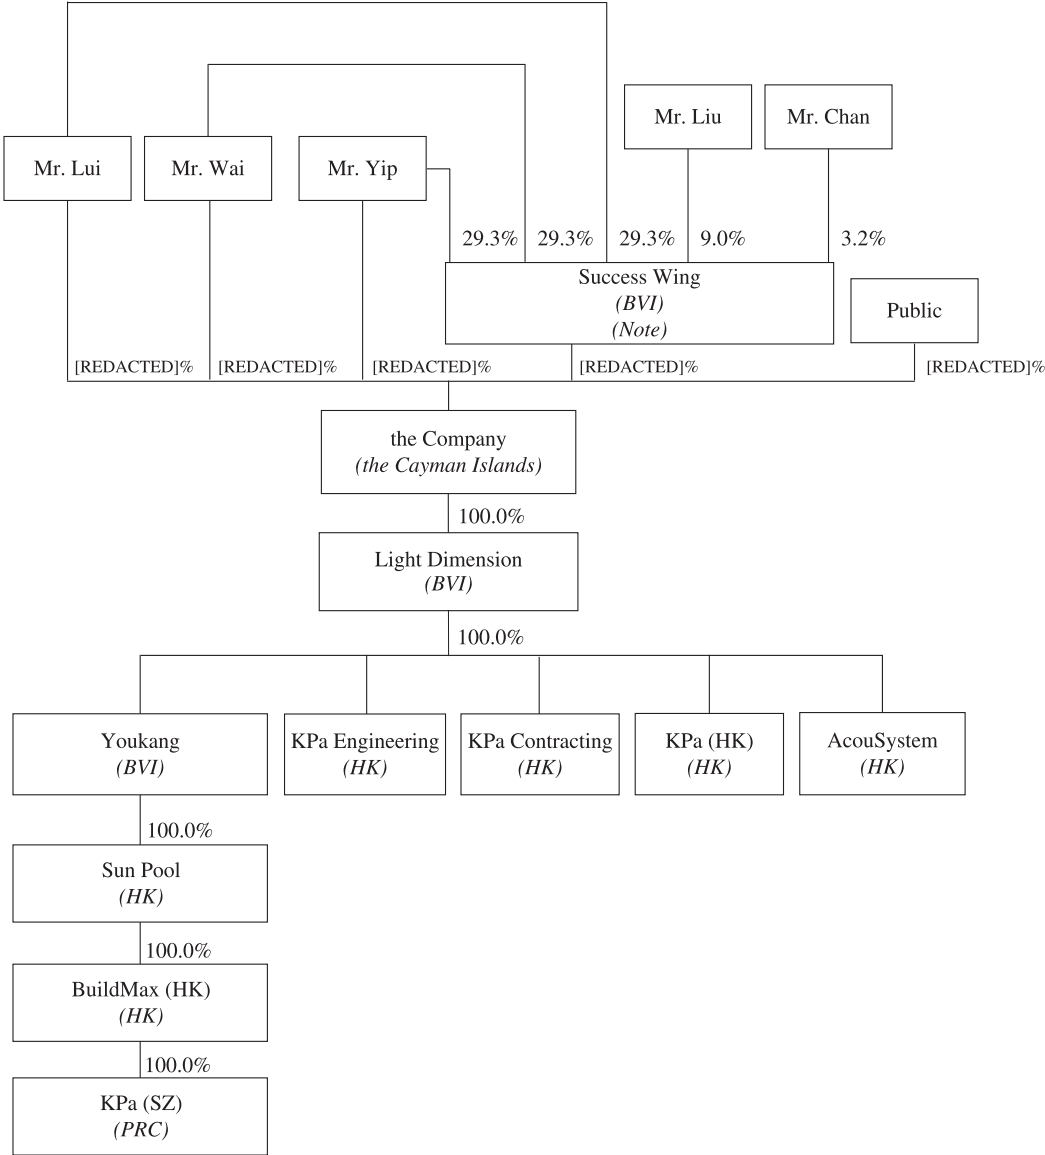 Mr. Liu
Mr. Chan
Mr. Lui
Mr. Wai
Mr. Yip
29.3%
29.3%
29.3%
9.0%
3.2%
Success Wing
(BVI)
(Note)
Public
[REDACTED]%
[REDACTED]%
[REDACTED]%
[REDACTED]%
[REDACTED]%
the Company
(the Cayman Islands)
100.0%
Light Dimension
(BVI)
100.0%
Youkang
(BVI)
KPa Engineering
(HK)
KPa Contracting
(HK)
KPa (HK)
(HK)
AcouSystem
(HK)
100.0%
Sun Pool
(HK)
100.0%
BuildMax (HK)
(HK)
100.0%
KPa (SZ)
(PRC)